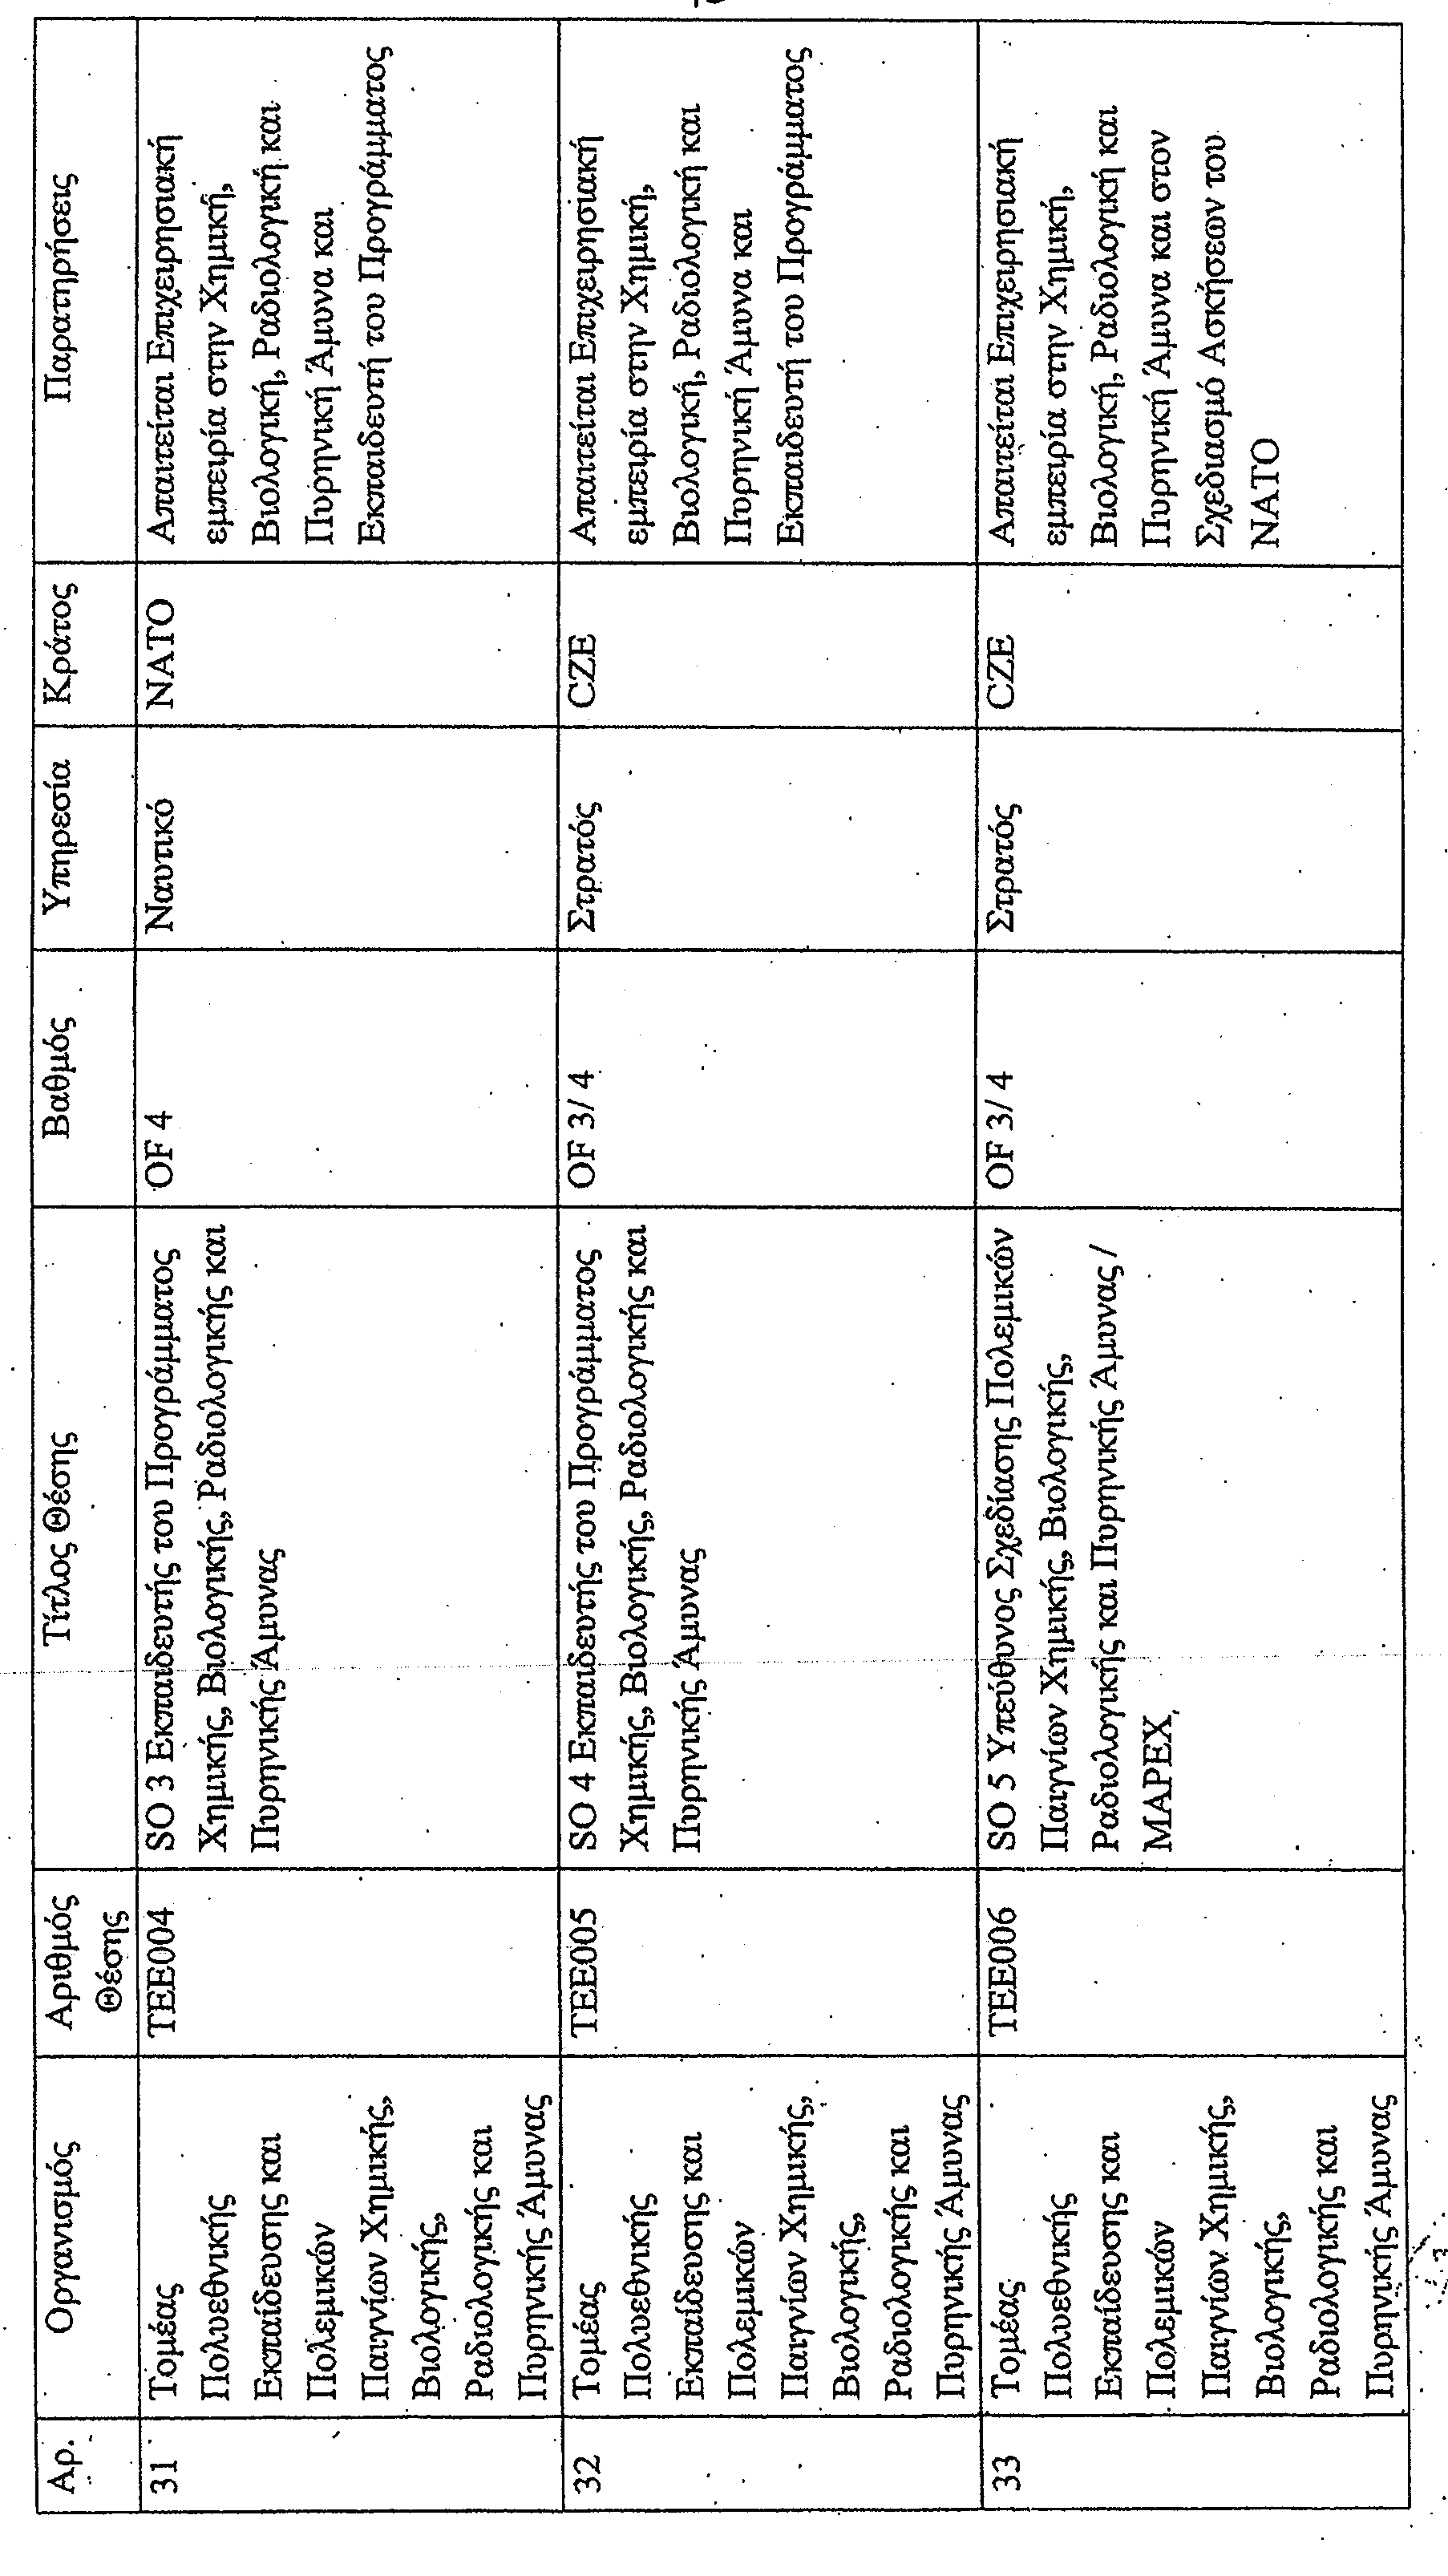 Αρ.
Οργανισμός
Αριθμός
Θέσης
Τίτλος Θέσης
Βαθμός
Υπηρεσία
Κράτος
Παρατηρήσεις
31
Τομέας
Πολυεθνικής
Εκπαίδευσης και
Πολεμικών
Παιγνίων Χημικής,
Βιολογικής,
Ραδιολογικής και
Πυρηνικής Άμυνας
TEE004
SO 3 Εκπαιδευτής του Προγράμματος
Χημικής, Βιολογικής, Ραδιολογικής και
Πυρηνικής Άμυνας
OF 4
Ναυτικό
NATO
Απαιτείται Επιχειρησιακή
εμπειρία στην Χημική,
Βιολογική, Ραδιολογική και
Πυρηνική Άμυνα και
Εκπαιδευτή του Προγράμματος
32
Τομέας
Πολυεθνικής
Εκπαίδευσης και
Πολεμικών
Παιγνίων Χημικής,
Βιολογικής,
Ραδιολογικής και
Πυρηνικής Άμυνας
TEE005
SO 4 Εκπαιδευτής του Προγράμματος
Χημικής, Βιολογικής, Ραδιολογικής και
Πυρηνικής Άμυνας
OF 3/ 4
Στρατός
CZE
Απαιτείται Επιχειρησιακή
εμπειρία στην Χημική,
Βιολογική, Ραδιολογική και
Πυρηνική Άμυνα και
Εκπαιδευτή του Προγράμματος
33
Τομέας
Πολυεθνικής
Εκπαίδευσης και
Πολεμικών
Παιγνίων Χημικής,
Βιολογικής,
Ραδιολογικής και
Πυρηνικής Άμυνας
TEE006
SO 5 Υπεύθυνος Σχεδίασης Πολεμικών
Παιγνίων Χημικής, Βιολογικής,
Ραδιολογικής και Πυρηνικής Άμυνας /
MAPEX
OF 3/ 4
Στρατός
CZE
Απαιτείται Επιχειρησιακή
εμπειρία στην Χημική,
Βιολογική, Ραδιολογική και
Πυρηνική Άμυνα και στον
Σχεδιασμό Ασκήσεων του
NATO